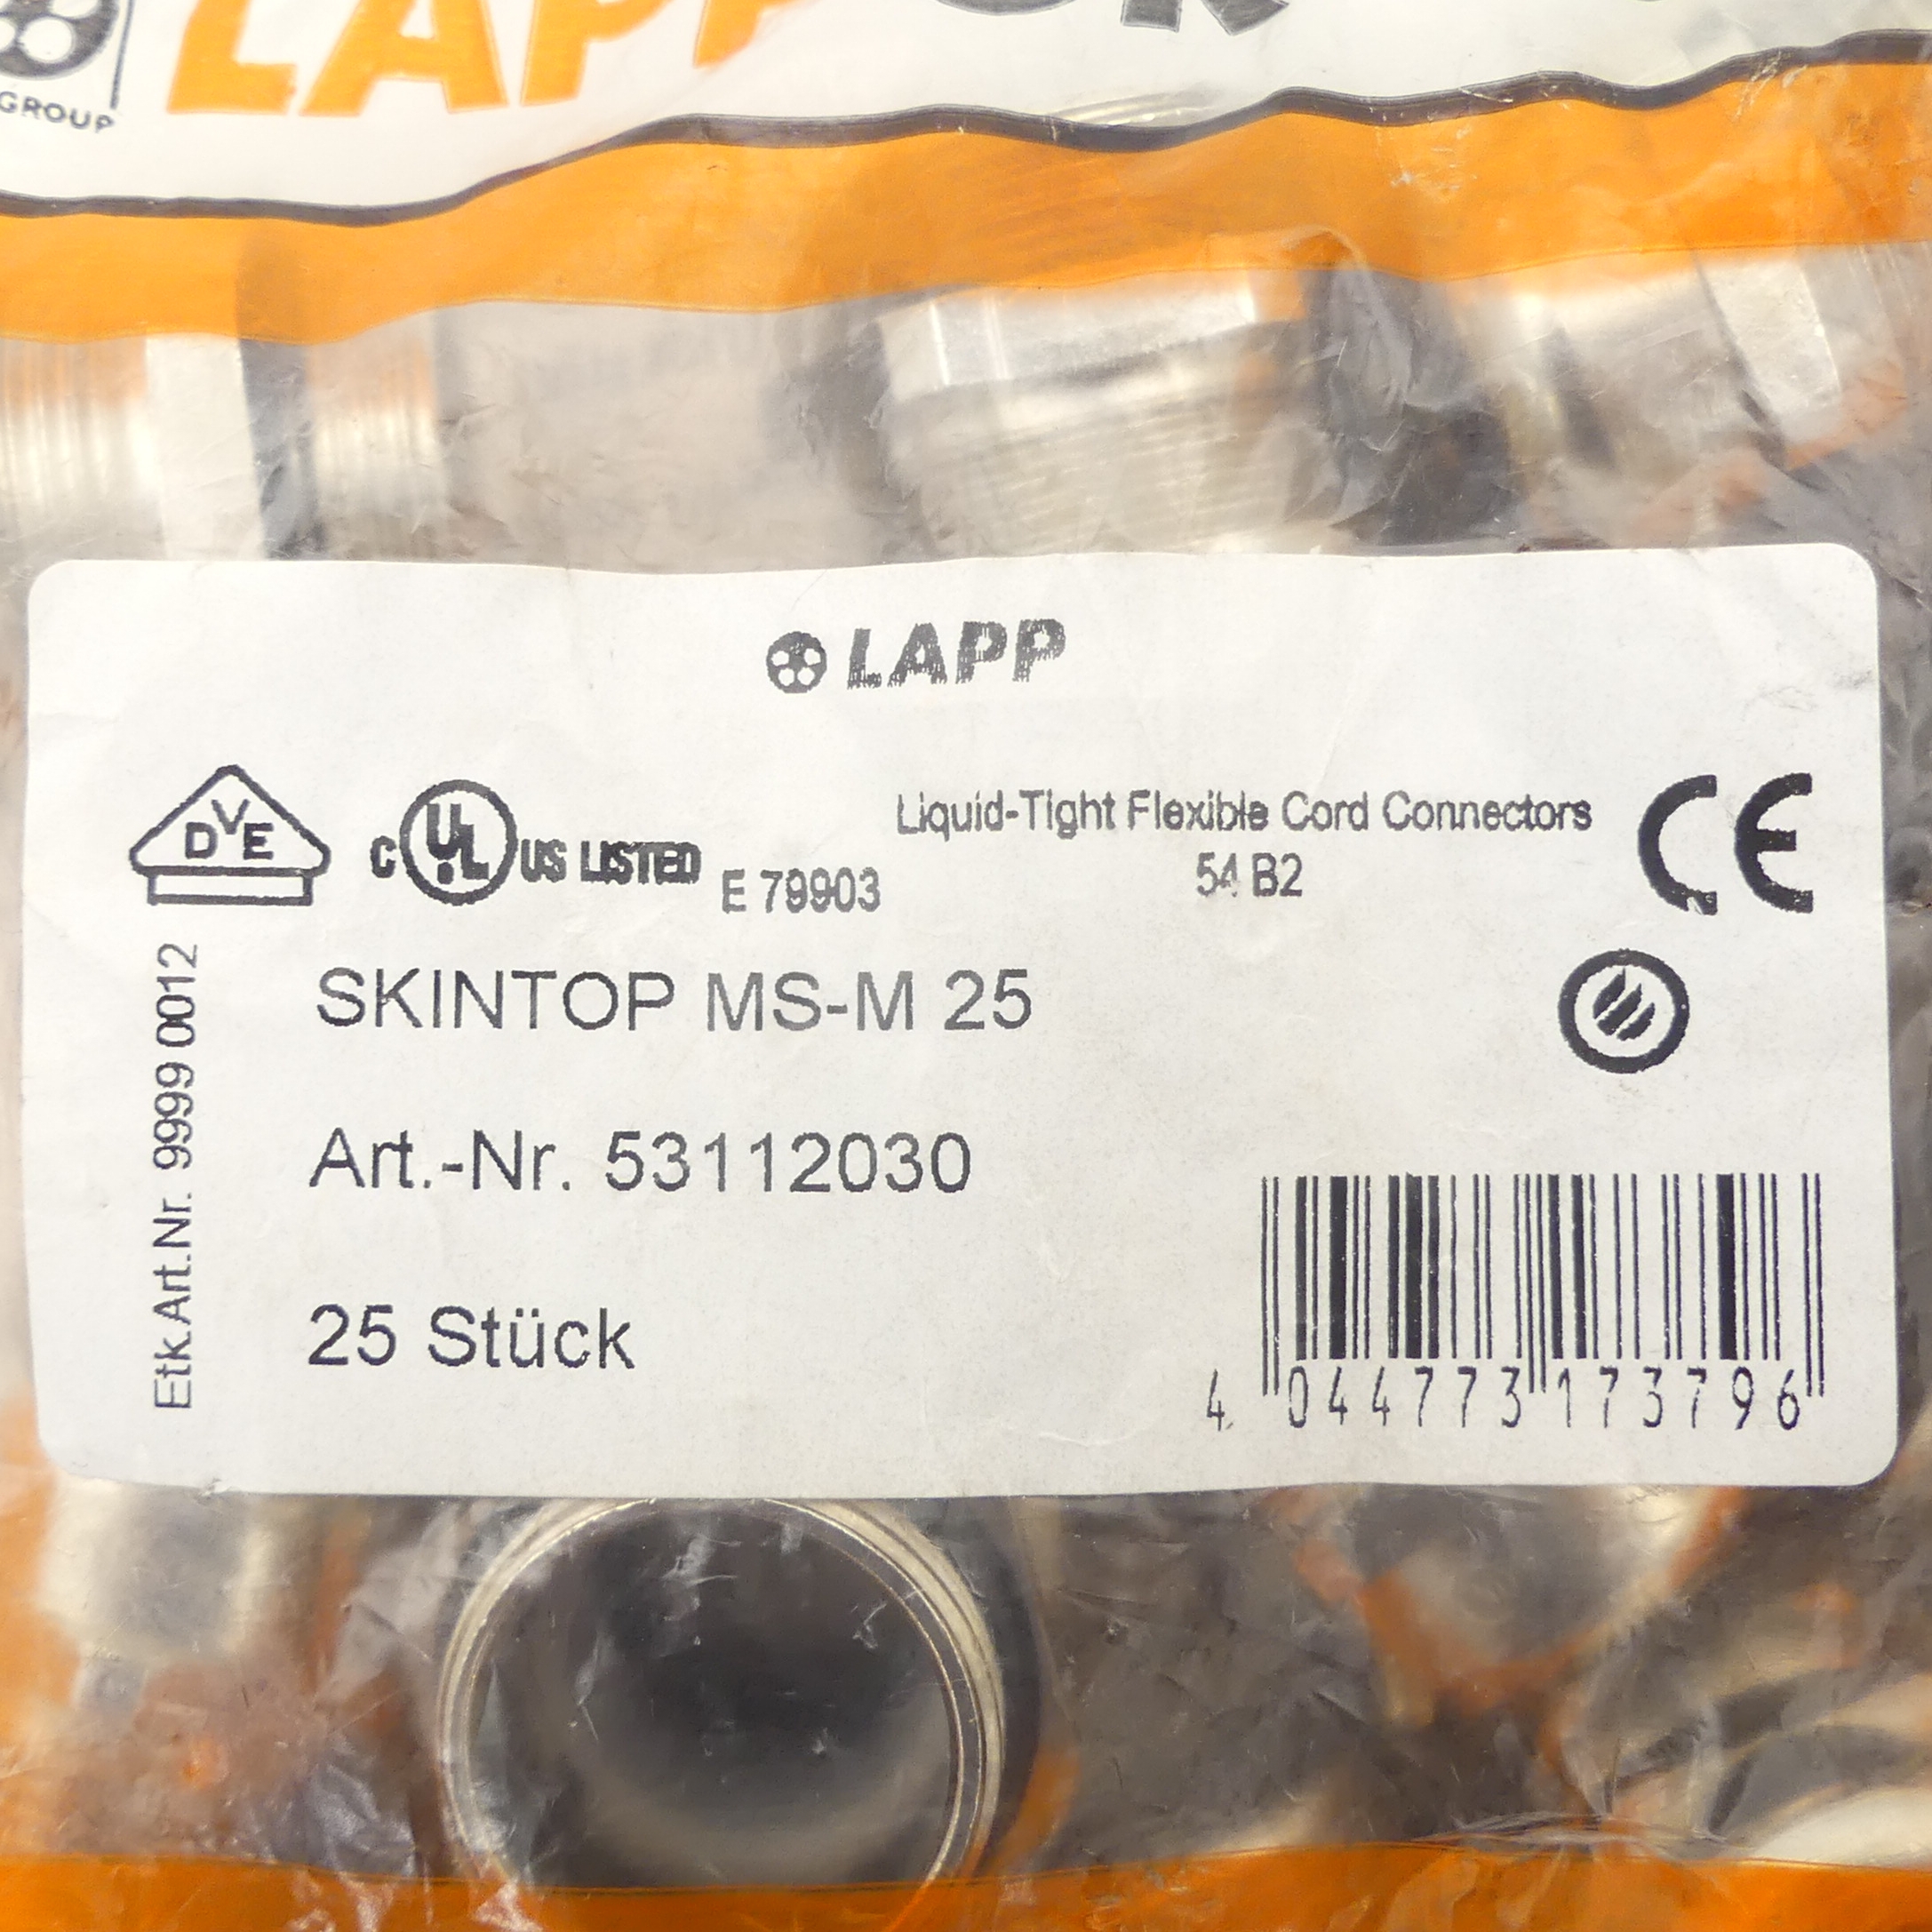 GROUP
LAPP
LAPP
DVE
C UL US LISTED
E 79903
Liquid-Tight Flexible Cord Connectors
54 B2
CE
SKINTOP MS-M 25
Art.-Nr. 53112030
25 Stück
Etk.Art.Nr. 9999 0012
4 044773 173796